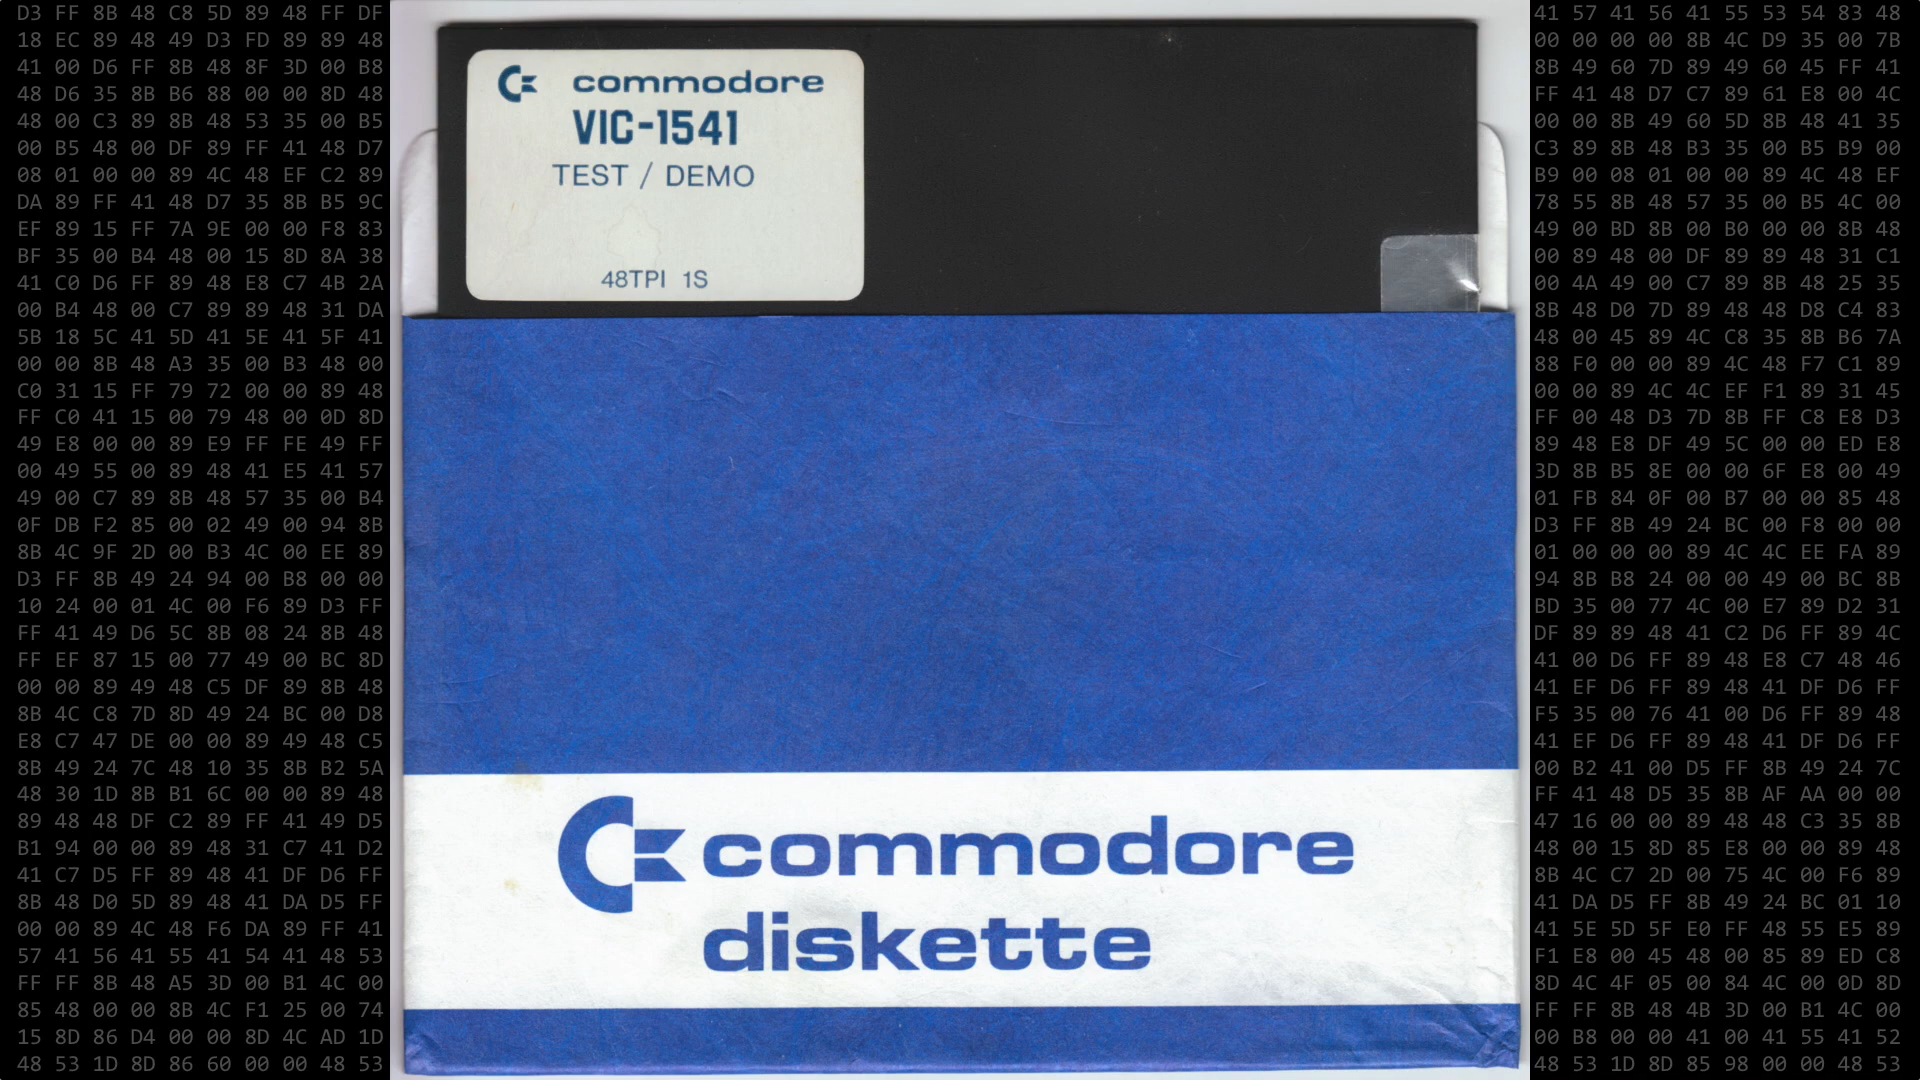 D3 FF 8B 48 C8 5D 89 48 FF DF
18 EC 89 48 49 D3 FD 89 89 48
41 00 D6 FF 8B 48 8F 3D 00 B8
48 D6 35 8B B6 88 00 00 8D 48
48 00 C3 89 8B 48 53 35 00 B5
00 B5 48 00 DF 89 FF 41 48 D7
08 01 00 00 89 4C 48 EF C2 89
DA 89 FF 41 48 D7 35 8B B5 9C
EF 89 15 FF 7A 9E 00 00 F8 83
BF 35 00 B4 48 00 15 8D 8A 38
41 C0 D6 FF 89 48 E8 C7 4B 2A
00 B4 48 00 C7 89 89 48 31 DA
5B 18 5C 41 5D 41 5E 41 5F 41
00 00 8B 48 A3 35 00 B3 48 00
C0 31 15 FF 79 72 00 00 89 48
FF C0 41 15 00 79 48 00 0D 8D
49 E8 00 00 89 E9 FF FE 49 FF
00 49 55 00 89 48 41 E5 41 57
49 00 C7 89 8B 48 57 35 00 B4
0F DB F2 85 00 02 49 00 94 8B
8B 4C 9F 2D 00 B3 4C 00 EE 89
D3 FF 8B 49 24 94 00 B8 00 00
10 24 00 01 4C 00 F6 89 D3 FF
FF 41 49 D6 5C 8B 08 24 8B 48
FF EF 87 15 00 77 49 00 BC 8D
00 00 89 49 48 C5 DF 89 8B 48
8B 4C C8 7D 8D 49 24 BC 00 D8
E8 C7 47 DE 00 00 89 49 48 C5
8B 49 24 7C 48 10 35 8B B2 5A
48 30 1D 8B B1 6C 00 00 89 48
89 48 48 DF C2 89 FF 41 49 D5
B1 94 00 00 89 48 31 C7 41 D2
41 C7 D5 FF 89 48 41 DF D6 FF
8B 48 D0 5D 89 48 41 DA D5 FF
00 00 89 4C 48 F6 DA 89 FF 41
57 41 56 41 55 41 54 41 48 53
FF FF 8B 48 A5 3D 00 B1 4C 00
85 48 00 00 8B 4C F1 25 00 74
15 8D 86 D4 00 00 8D 4C AD 1D
48 53 1D 8D 86 60 00 00 48 53
commodore
VIC-1541
TEST / DEMO
48TPI 1S
commodore
diskette
41 57 41 56 41 55 53 54 83 48
00 00 00 00 8B 4C D9 35 00 7B
8B 49 60 7D 89 49 60 45 FF 41
FF 41 48 D7 C7 89 61 E8 00 4C
00 00 8B 49 60 5D 8B 48 41 35
C3 89 8B 48 B3 35 00 B5 B9 00
B9 00 08 01 00 00 89 4C 48 EF
78 55 8B 48 57 35 00 B5 4C 00
49 00 BD 8B 00 B0 00 00 8B 48
00 89 48 00 DF 89 89 48 31 C1
00 4A 49 00 C7 89 8B 48 25 35
8B 48 D0 7D 89 48 48 D8 C4 83
48 00 45 89 4C C8 35 8B B6 7A
88 F0 00 00 89 4C 48 F7 C1 89
00 00 89 4C 4C EF F1 89 31 45
FF 00 48 D3 7D 8B FF C8 E8 D3
89 48 E8 DF 49 5C 00 00 ED E8
3D 8B B5 8E 00 00 6F E8 00 49
01 FB 84 0F 00 B7 00 00 85 48
D3 FF 8B 49 24 BC 00 F8 00 00
01 00 00 00 89 4C 4C EE FA 89
94 8B B8 24 00 00 49 00 BC 8B
BD 35 00 77 4C 00 E7 89 D2 31
DF 89 89 48 41 C2 D6 FF 89 4C
41 00 D6 FF 89 48 E8 C7 48 46
41 EF D6 FF 89 48 41 DF D6 FF
F5 35 00 76 41 00 D6 FF 89 48
41 EF D6 FF 89 48 41 DF D6 FF
00 B2 41 00 D5 FF 8B 49 24 7C
FF 41 48 D5 35 8B AF AA 00 00
47 16 00 00 89 48 48 C3 35 8B
48 00 15 8D 85 E8 00 00 89 48
8B 4C C7 2D 00 75 4C 00 F6 89
41 DA D5 FF 8B 49 24 BC 01 10
41 5E 5D 5F E0 FF 48 55 E5 89
F1 E8 00 45 48 00 85 89 ED C8
8D 4C 4F 05 00 84 4C 00 0D 8D
FF FF 8B 48 4B 3D 00 B1 4C 00
00 B8 00 00 41 00 41 55 41 52
48 53 1D 8D 85 98 00 00 48 53